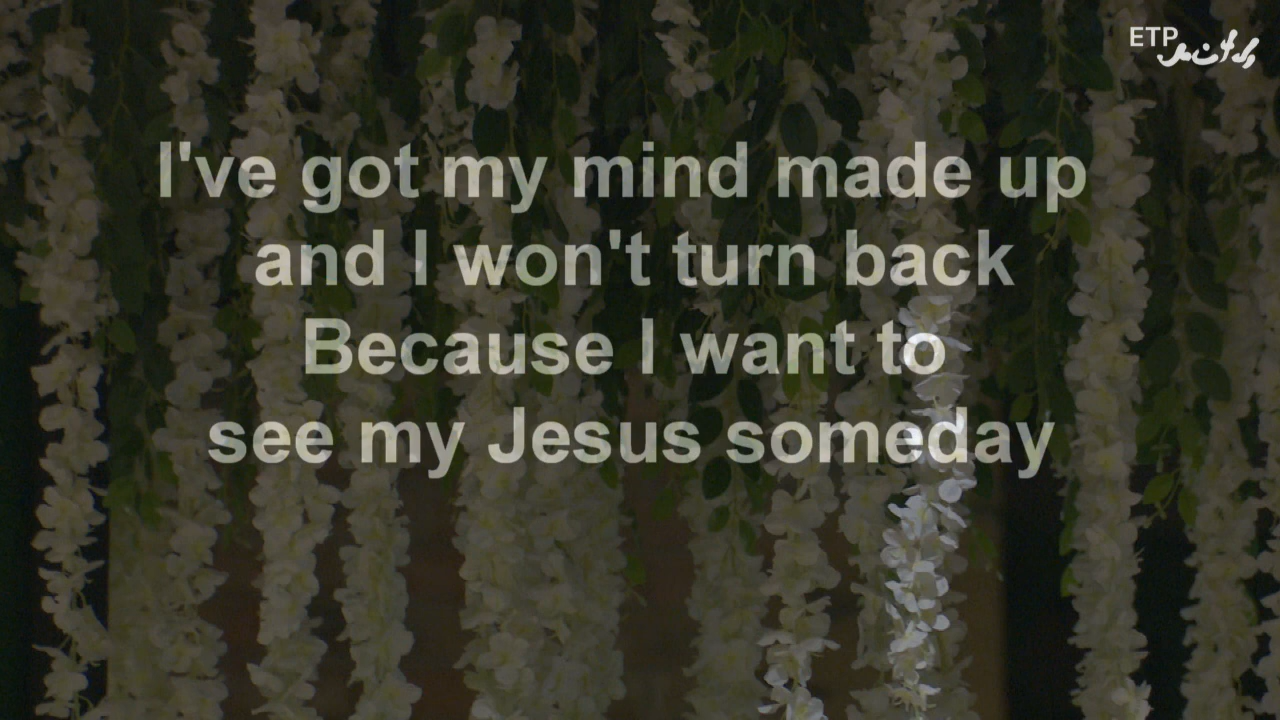 ETP
I've got my mind made up
and I won't turn back
Because I want to
see my Jesus someday